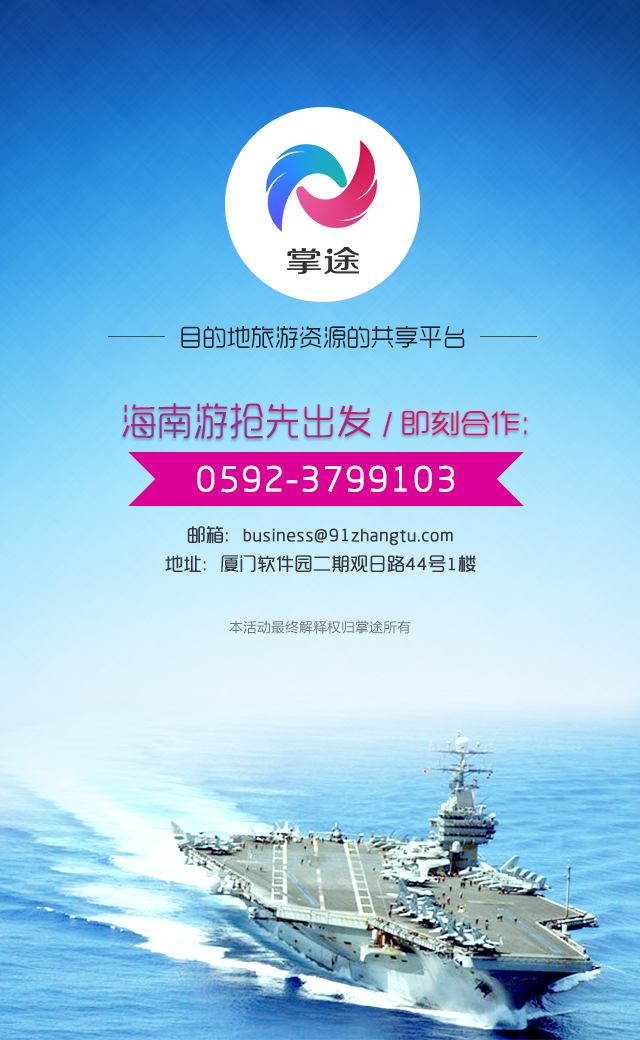 掌途
目的地旅游资源的共享平台
海南游抢先出发 / 即刻合作:
0592-3799103
邮箱: business@91zhangtu.com
地址: 厦门软件园二期观日路44号1楼
本活动最终解释权归掌途所有